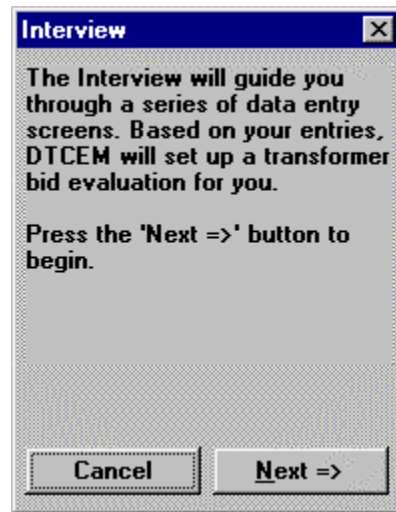 Interview
The Interview will guide you
through a series of data entry
screens. Based on your entries,
DTCEM will set up a transformer
bid evaluation for you.
Press the 'Next =>' button to
begin.
Cancel
Next =>